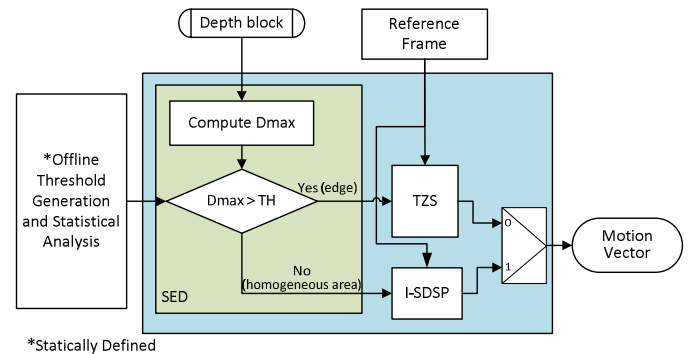 Depth block
Reference
Frame
Compute Dmax
*Offline
Threshold
Generation
and Statistical
Analysis
Dmax > TH
Yes (edge)
TZS
0
Motion
Vector
1
No
(homogeneous area)
I-SDSP
SED
*Statically Defined